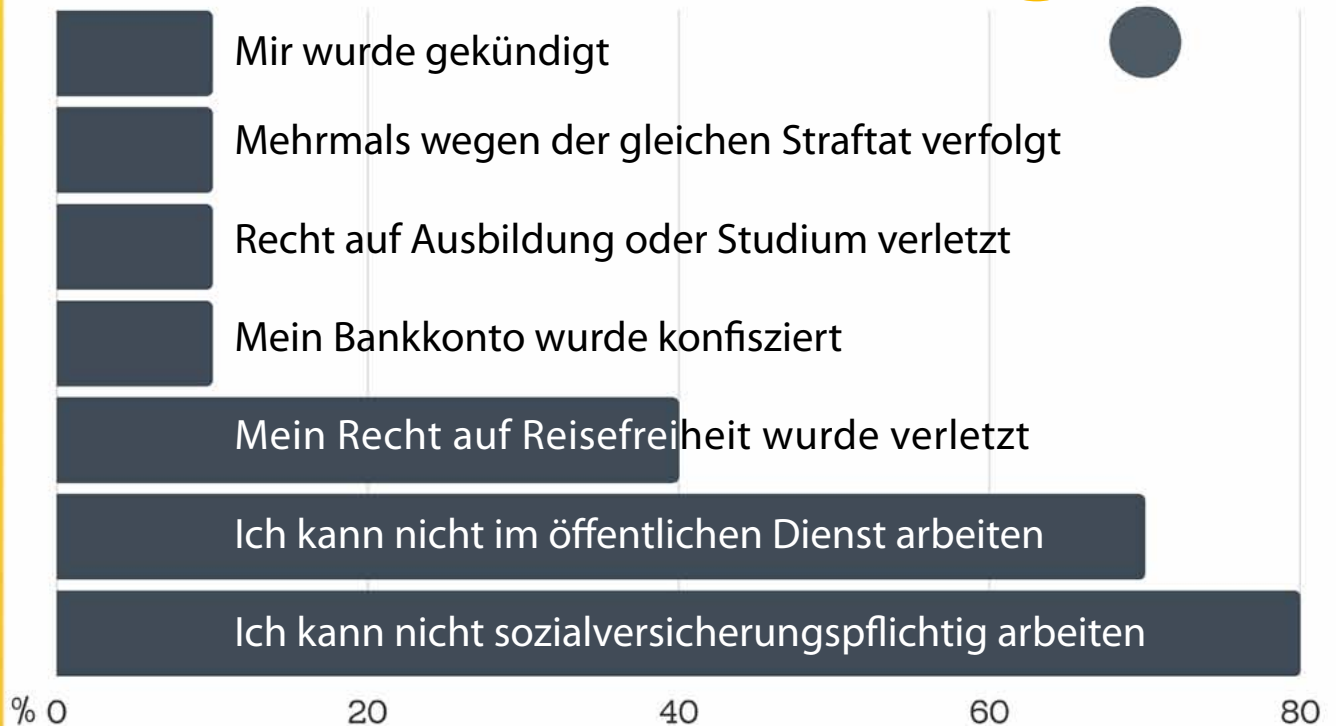 Mir wurde gekündigt
Mehrmals wegen der gleichen Straftat verfolgt
Recht auf Ausbildung oder Studium verletzt
Mein Bankkonto wurde konfisziert
Mein Recht auf Reisefreiheit wurde verletzt
Ich kann nicht im öffentlichen Dienst arbeiten
Ich kann nicht sozialversicherungspflichtig arbeiten
% 0 20 40 60 80